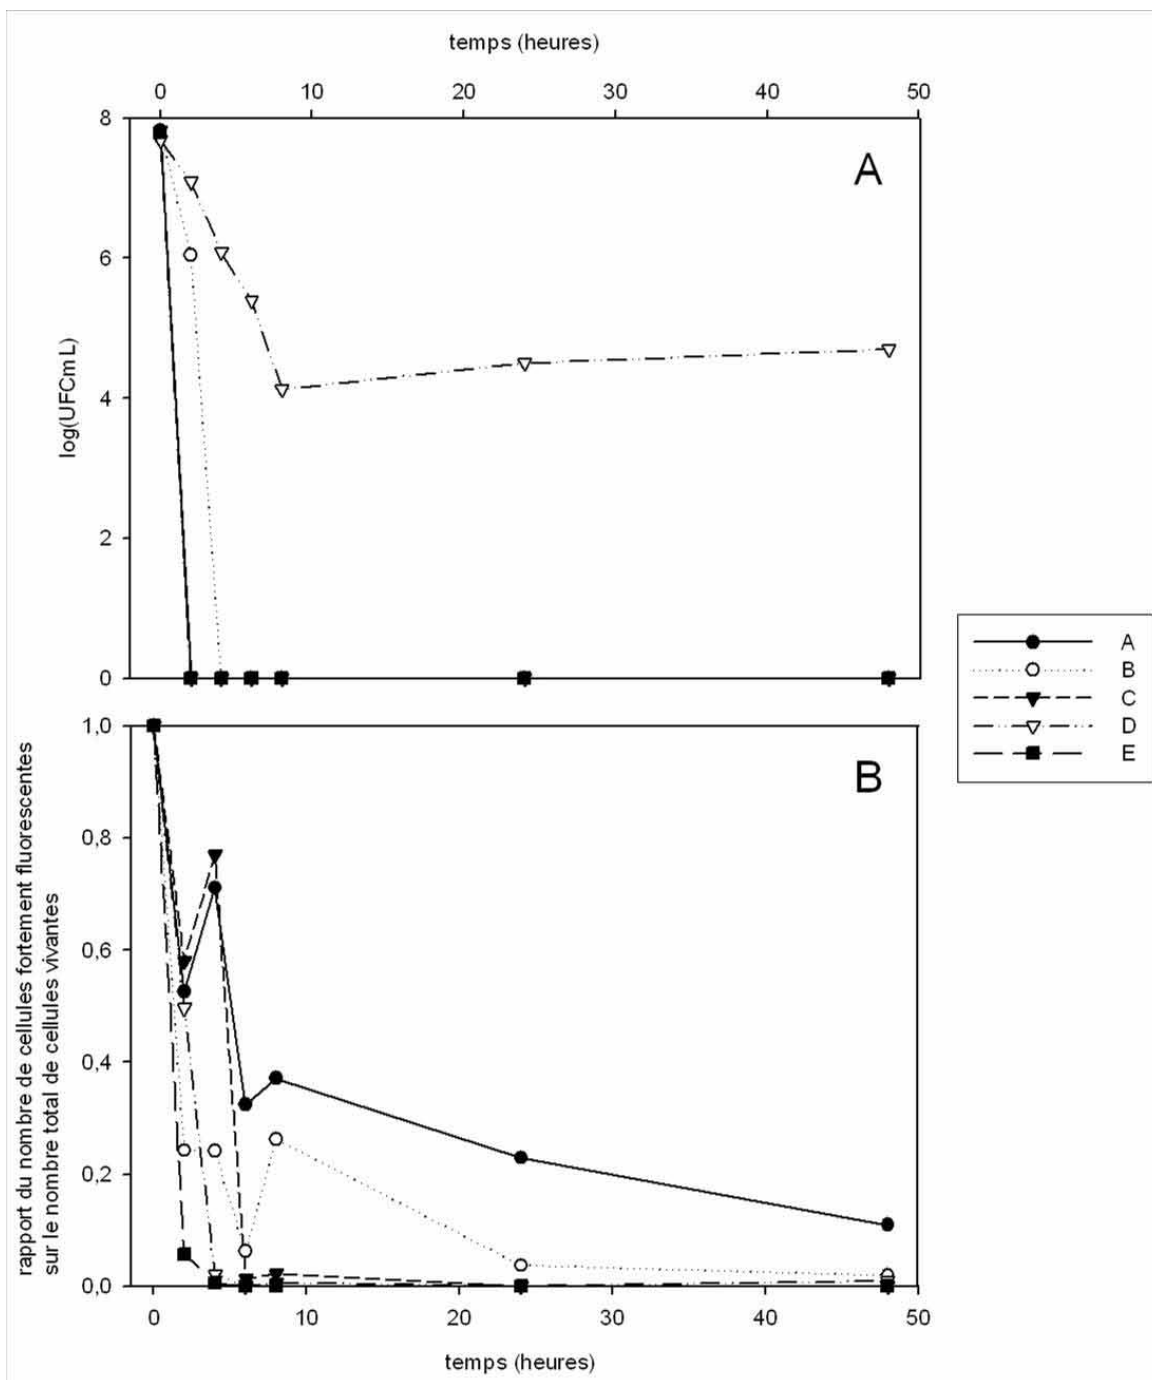 temps (heures)
0 10 20 30 40 50
8
A
6
log(UFCmL)
4
2
0
A
B
C
D
E
1,0
B
0,8
0,6
0,4
0,2
0,0
rapport du nombre de cellules fortement fluorescentes
sur le nombre total de cellules vivantes
0 10 20 30 40 50
temps (heures)